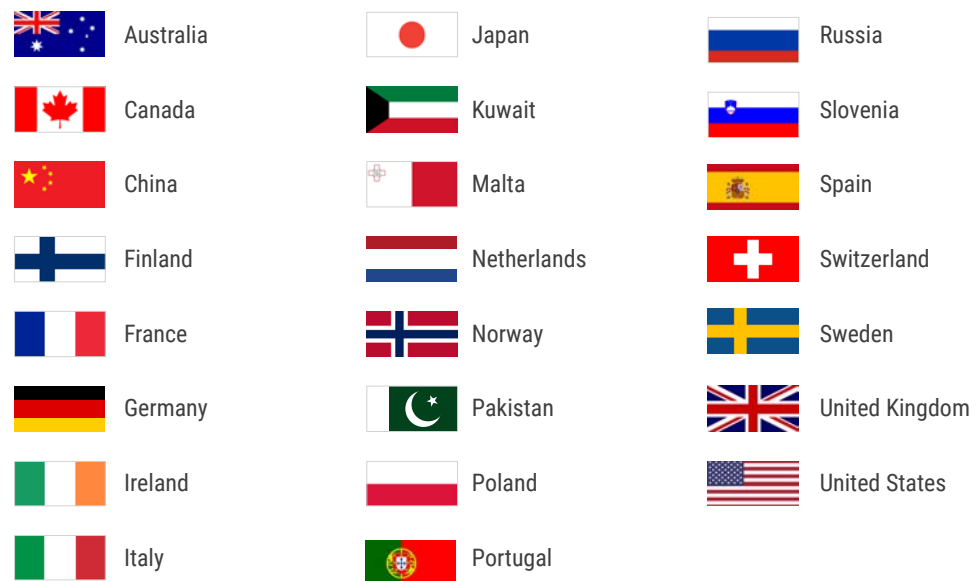 Australia
Canada
China
Finland
France
Germany
Ireland
Italy
Japan
Kuwait
Malta
Netherlands
Norway
Pakistan
Poland
Portugal
Russia
Slovenia
Spain
Switzerland
Sweden
United Kingdom
United States